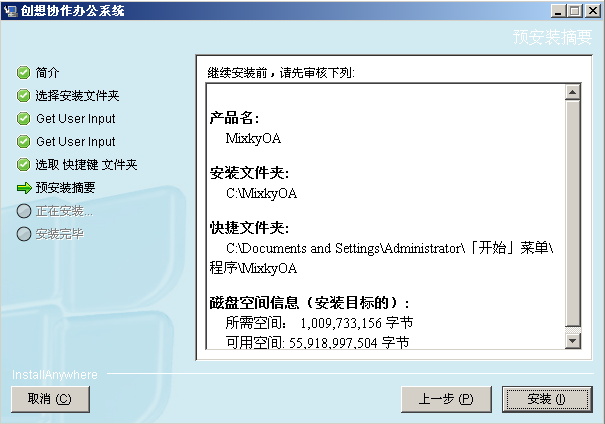 创想协作办公系统
预安装摘要
简介
选择安装文件夹
Get User Input
Get User Input
选取 快捷键 文件夹
预安装摘要
正在安装...
安装完毕
继续安装前，请先审核下列:
产品名:
MixkyOA
安装文件夹:
C:\MixkyOA
快捷文件夹:
C:\Documents and Settings\Administrator\「开始」菜单\
程序\MixkyOA
磁盘空间信息（安装目标的）:
所需空间： 1,009,733,156 字节
可用空间: 55,918,997,504 字节
InstallAnywhere
取消 (C)
上一步 (P)
安装 (I)